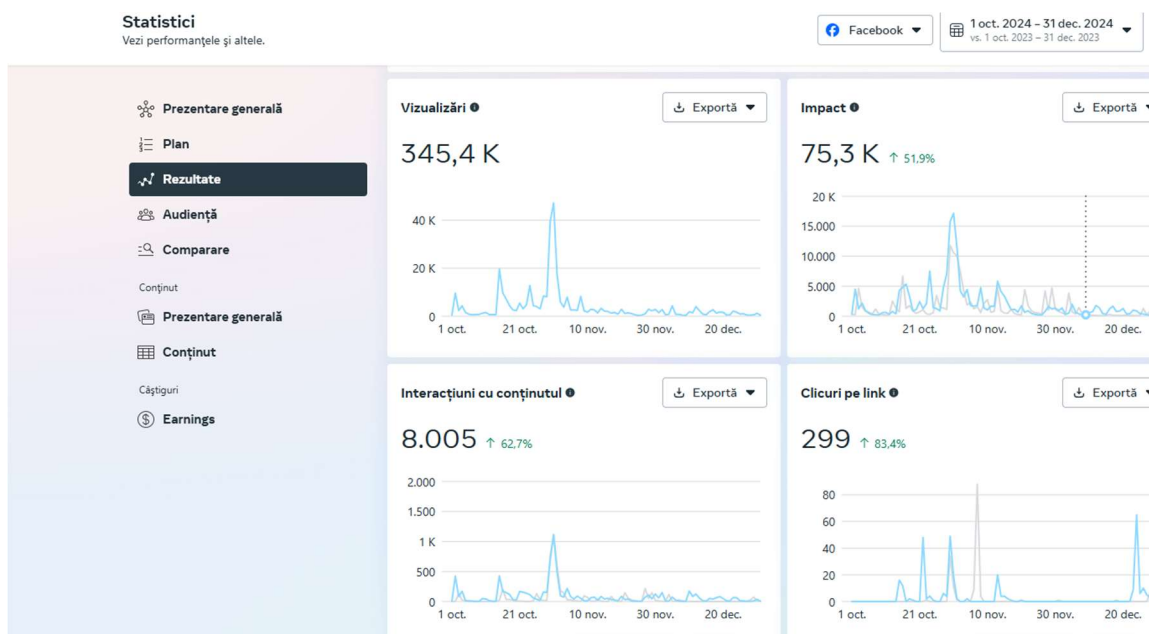 Statistici
Vezi performanțele și altele.
Facebook
1 oct. 2024 – 31 dec. 2024
vs. 1 oct. 2023 – 31 dec. 2023
Prezentare generală
Plan
Rezultate
Audiență
Comparare
Conținut
Prezentare generală
Conținut
Câștiguri
Earnings
Vizualizări
Exportă
345,4 K
40 K
20 K
0
1 oct. 21 oct. 10 nov. 30 nov. 20 dec.
Impact
Exportă
75,3 K ↑ 51,9%
20 K
15.000
10.000
5.000
0
1 oct. 21 oct. 10 nov. 30 nov. 20 dec.
Interacțiuni cu conținutul
Exportă
8.005 ↑ 62,7%
2.000
1.500
1 K
500
0
1 oct. 21 oct. 10 nov. 30 nov. 20 dec.
Clicuri pe link
Exportă
299 ↑ 83,4%
80
60
40
20
0
1 oct. 21 oct. 10 nov. 30 nov. 20 dec.